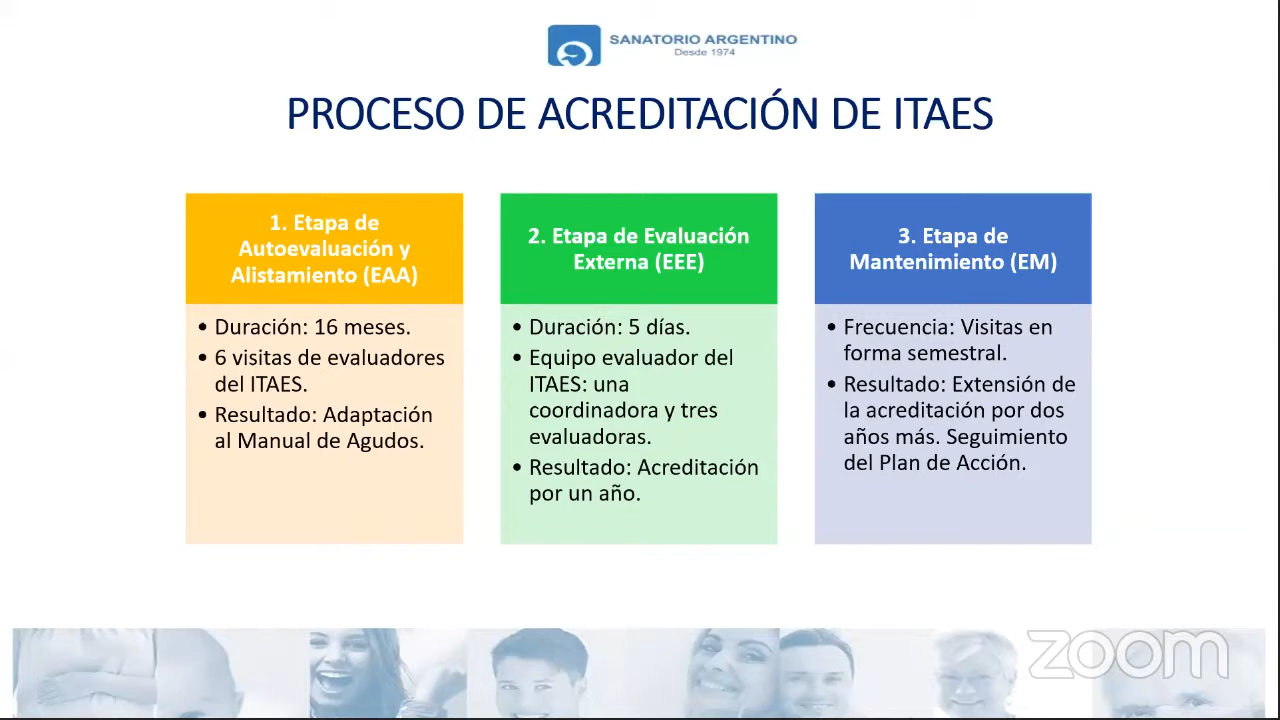 SANATORIO ARGENTINO
Desde 1974
PROCESO DE ACREDITACIÓN DE ITAES
1. Etapa de
Autoevaluación y
Alistamiento (EAA)
• Duración: 16 meses.
• 6 visitas de evaluadores
del ITAES.
• Resultado: Adaptación
al Manual de Agudos.
2. Etapa de Evaluación
Externa (EEE)
• Duración: 5 días.
• Equipo evaluador del
ITAES: una
coordinadora y tres
evaluadoras.
• Resultado: Acreditación
por un año.
3. Etapa de
Mantenimiento (EM)
• Frecuencia: Visitas en
forma semestral.
• Resultado: Extensión de
la acreditación por dos
años más. Seguimiento
del Plan de Acción.
zoom